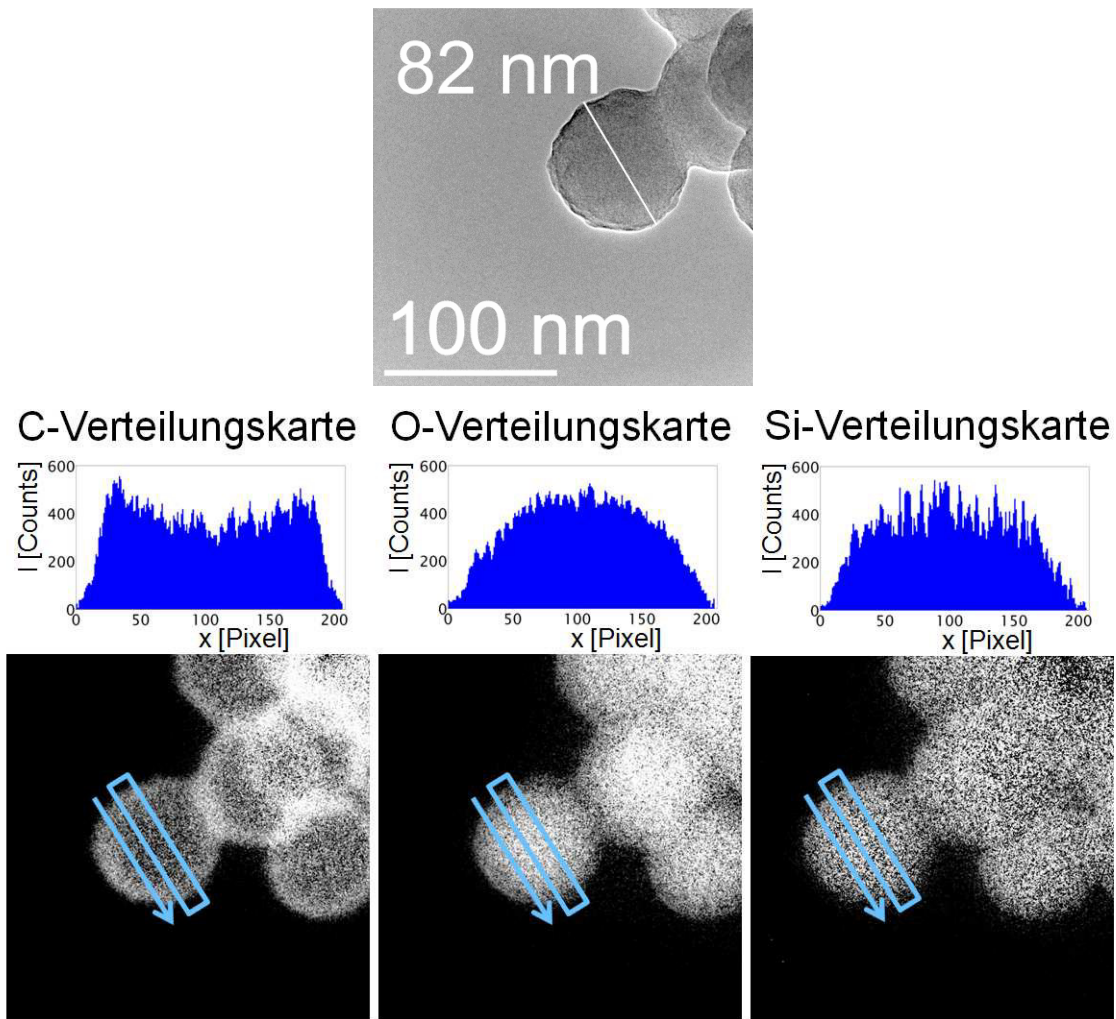 82 nm
100 nm
C-Verteilungskarte
O-Verteilungskarte
Si-Verteilungskarte
I [Counts]
600
400
200
0
0 50 100 150 200
x [Pixel]
I [Counts]
600
400
200
0
0 50 100 150 200
x [Pixel]
I [Counts]
600
400
200
0
0 50 100 150 200
x [Pixel]